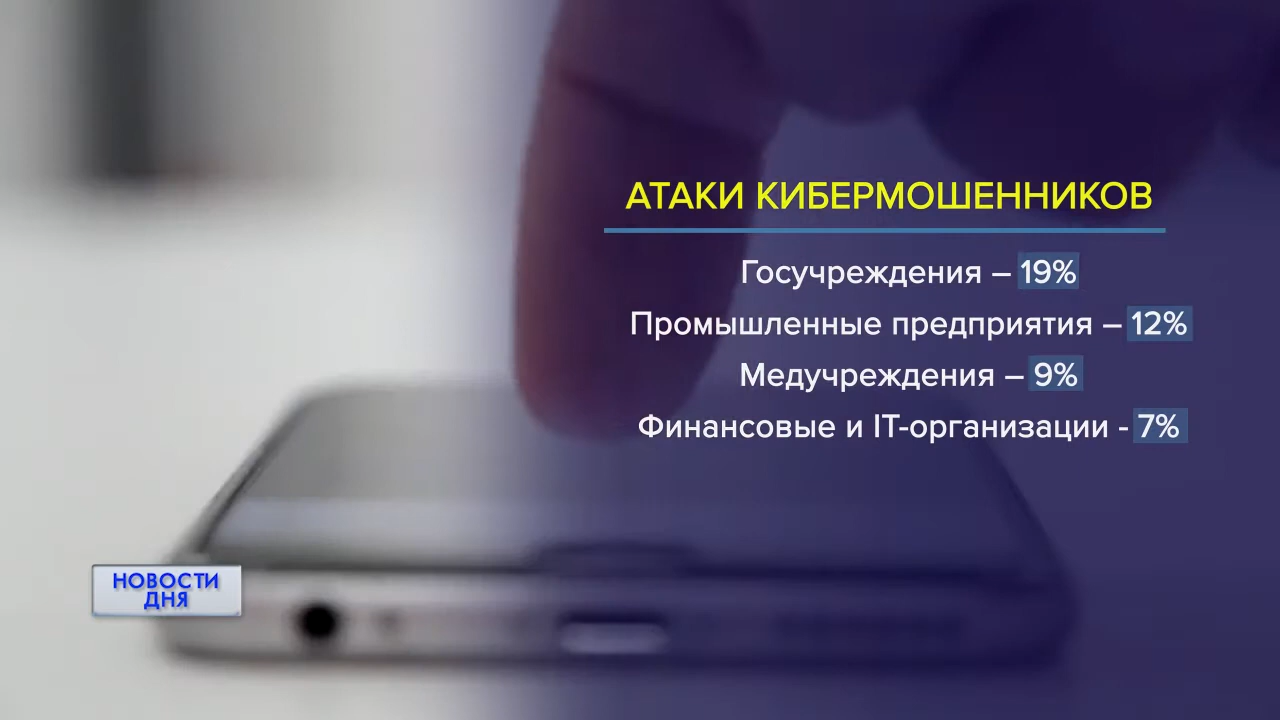 АТАКИ КИБЕРМОШЕННИКОВ
Госучреждения – 19%
Промышленные предприятия – 12%
Медучреждения – 9%
Финансовые и IT-организации - 7%
НОВОСТИ
ДНЯ